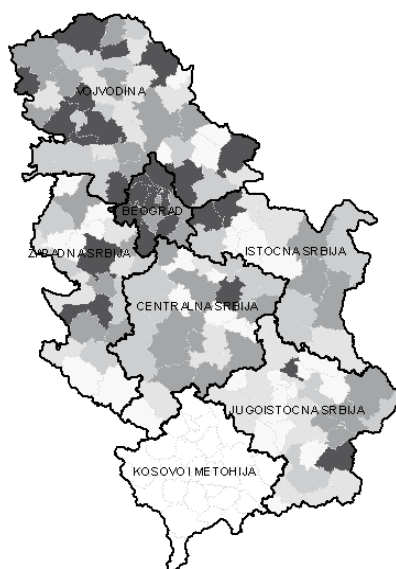 VOJVODINA
BEOGRAD
ZAPADNA SRBIJA
ISTOCNA SRBIJA
CENTRALNA SRBIJA
JUGOISTOCNA SRBIJA
KOSOVO I METOHIJA